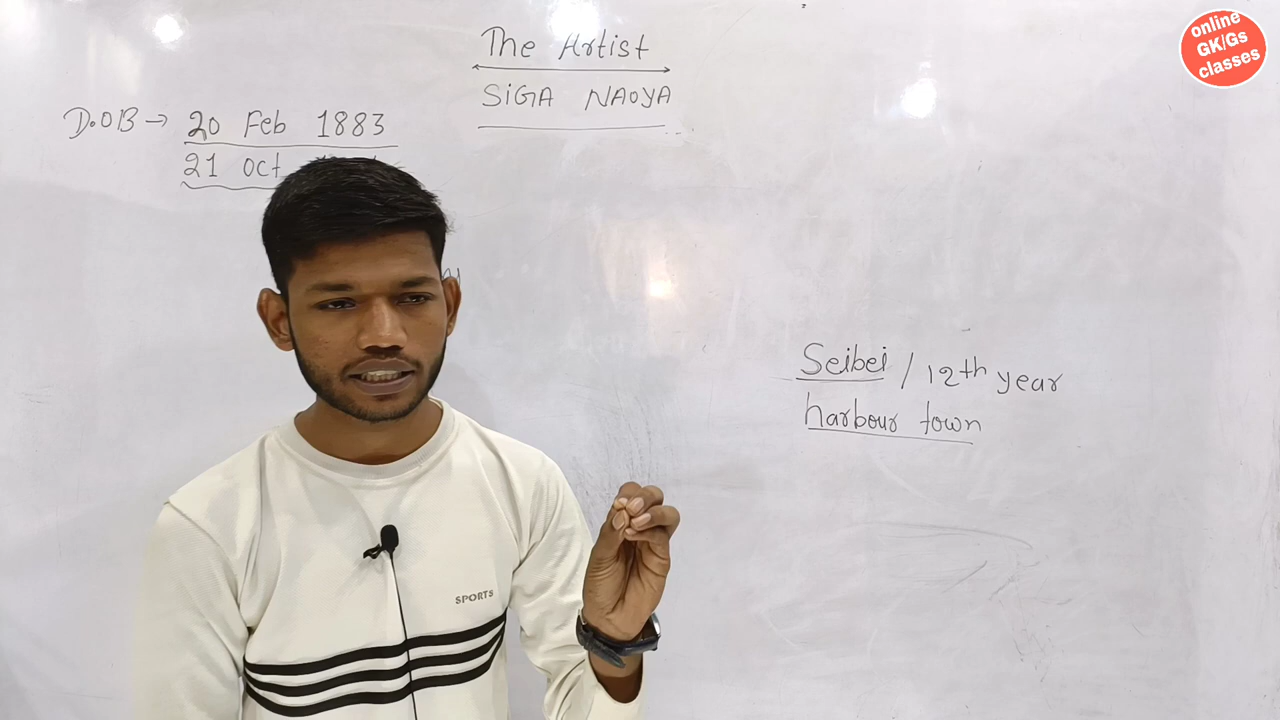 The Artist
SiGA NAOYA
D.OB → 20 Feb 1883
21 Oct
Seibei / 12th year
harbour town
SPORTS
online
GK/Gs
classes